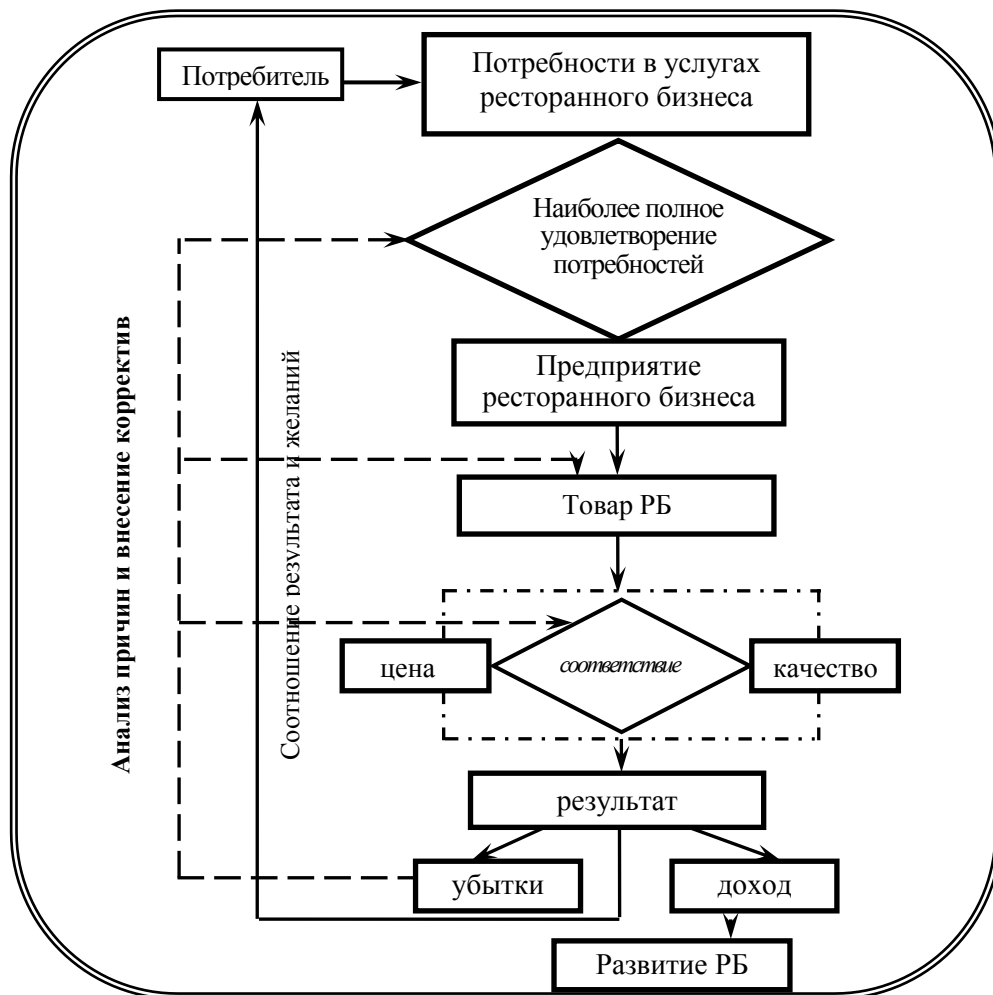 Потребитель
Потребности в услугах
ресторанного бизнеса
Наиболее полное
удовлетворение
потребностей
Предприятие
ресторанного бизнеса
Анализ причин и внесение корректив
Соотношение результата и желаний
Товар РБ
цена
соответствие
качество
результат
убытки
доход
Развитие РБ